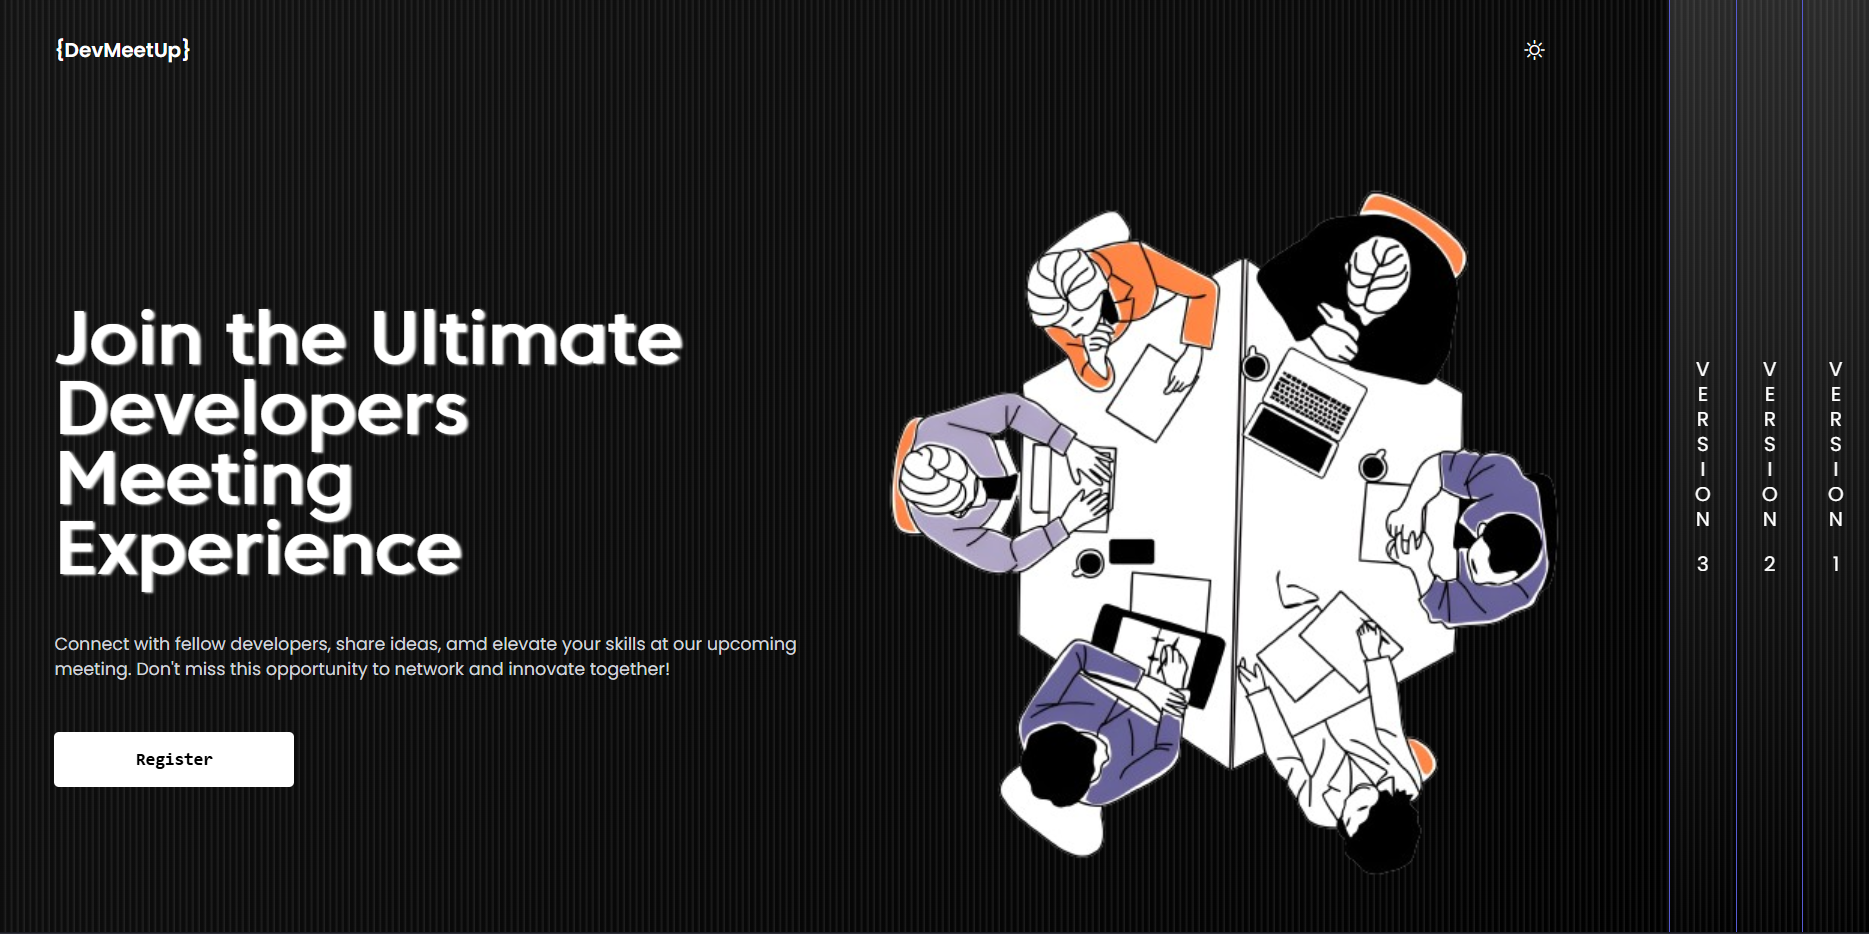 {DevMeetUp}
Join the Ultimate
Developers
Meeting
Experience
Connect with fellow developers, share ideas, amd elevate your skills at our upcoming
meeting. Don't miss this opportunity to network and innovate together!
Register
VERSION 3
VERSION 2
VERSION 1